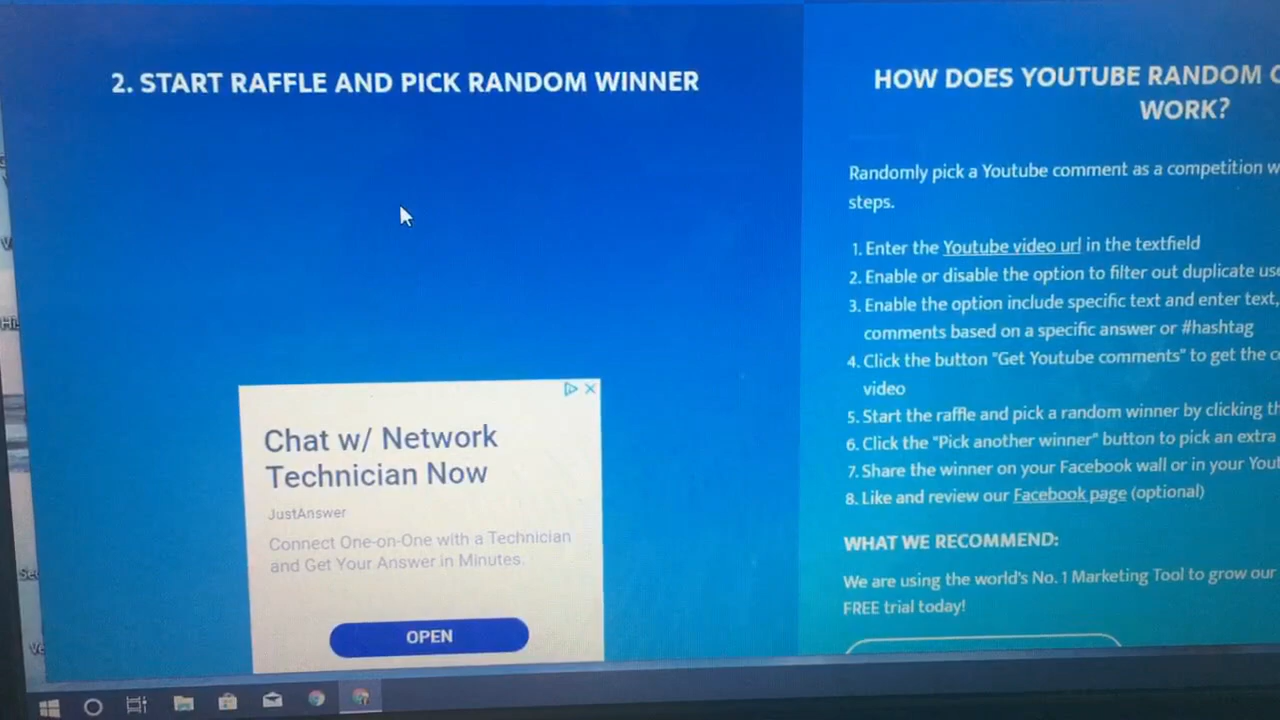 2. START RAFFLE AND PICK RANDOM WINNER
Chat w/ Network
Technician Now
JustAnswer
Connect One-on-One with a Technician
and Get Your Answer in Minutes.
OPEN
HOW DOES YOUTUBE RANDOM
WORK?
Randomly pick a Youtube comment as a competition
steps.
1. Enter the Youtube video url in the textfield
2. Enable or disable the option to filter out duplicate
3. Enable the option include specific text and enter text,
comments based on a specific answer or #hashtag
4. Click the button "Get Youtube comments" to get the
video
5. Start the raffle and pick a random winner by clicking
6. Click the "Pick another winner" button to pick an extra
7. Share the winner on your Facebook wall or in your
8. Like and review our Facebook page (optional)
WHAT WE RECOMMEND:
We are using the world's No. 1 Marketing Tool to grow our
FREE trial today!